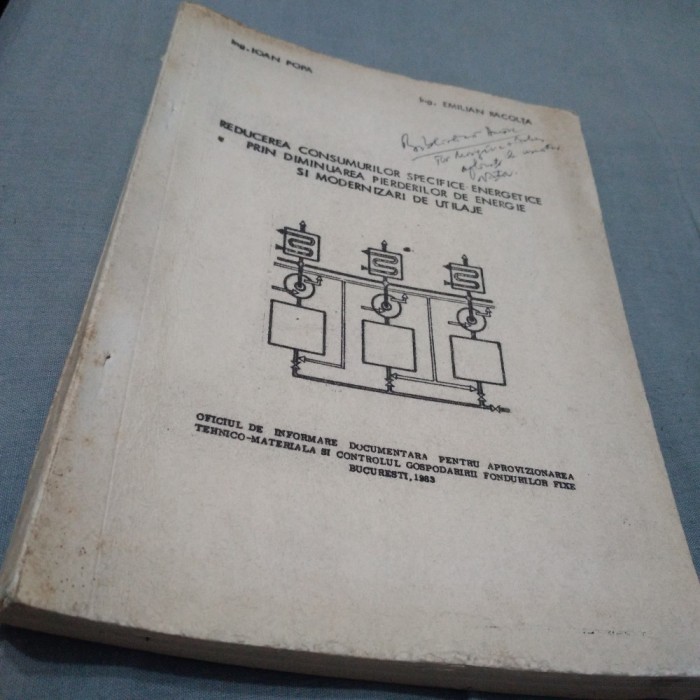 Ing. IOAN POPA
Ing. EMILIAN BACOLTA
REDUCEREA CONSUMURILOR SPECIFICE ENERGETICE
PRIN DIMINUAREA PIERDERILOR DE ENERGIE
SI MODERNIZARI DE UTILAJE
OFICIUL DE INFORMARE DOCUMENTARA PENTRU APROVIZIONAREA
TEHNICO-MATERIALA SI CONTROLUL GOSPODARIRII FONDURILOR FIXE
BUCURESTI, 1983